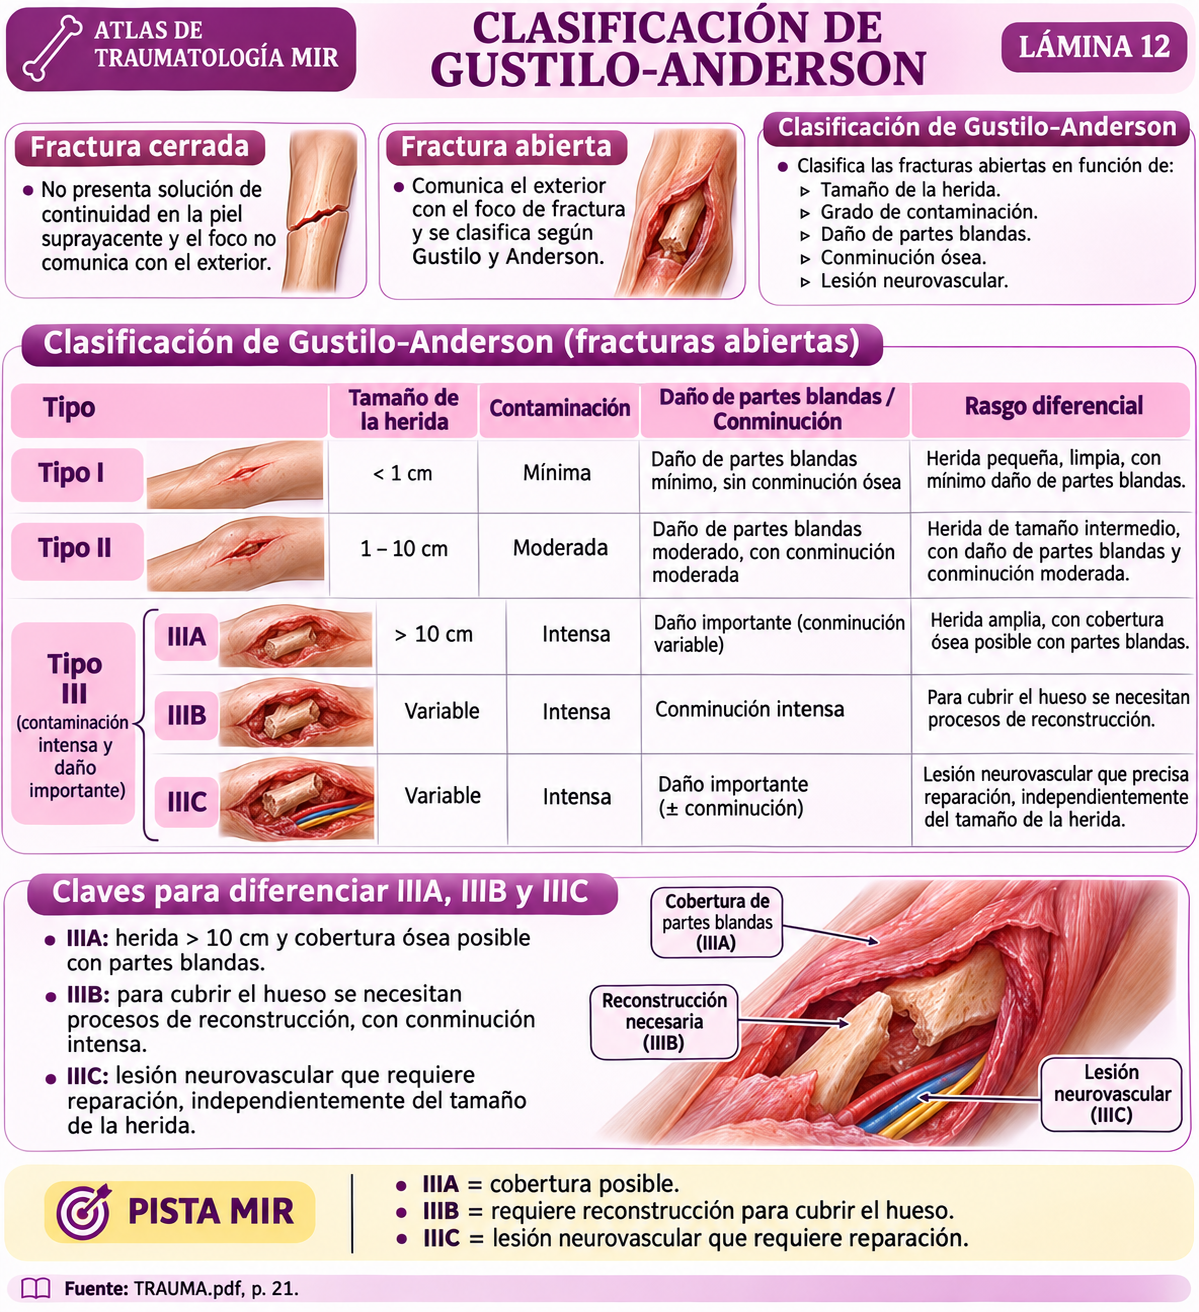 ATLAS DE
TRAUMATOLOGÍA MIR
CLASIFICACIÓN DE
GUSTILO-ANDERSON
LÁMINA 12
Fractura cerrada
• No presenta solución de
continuidad en la piel
suprayacente y el foco no
comunica con el exterior.
Fractura abierta
• Comunica el exterior
con el foco de fractura
y se clasifica según
Gustilo y Anderson.
Clasificación de Gustilo-Anderson
• Clasifica las fracturas abiertas en función de:
▹ Tamaño de la herida.
▹ Grado de contaminación.
▹ Daño de partes blandas.
▹ Conminución ósea.
▹ Lesión neurovascular.
Clasificación de Gustilo-Anderson (fracturas abiertas)
Tipo
Tamaño de
la herida
Contaminación
Daño de partes blandas /
Conminución
Rasgo diferencial
Tipo I
< 1 cm
Mínima
Daño de partes blandas
mínimo, sin conminución ósea
Herida pequeña, limpia, con
mínimo daño de partes blandas.
Tipo II
1 – 10 cm
Moderada
Daño de partes blandas
moderado, con conminución
moderada
Herida de tamaño intermedio,
con daño de partes blandas y
conminución moderada.
Tipo
III
(contaminación
intensa y
daño
importante)
IIIA
> 10 cm
Intensa
Daño importante (conminución
variable)
Herida amplia, con cobertura
ósea posible con partes blandas.
IIIB
Variable
Intensa
Conminución intensa
Para cubrir el hueso se necesitan
procesos de reconstrucción.
IIIC
Variable
Intensa
Daño importante
(± conminución)
Lesión neurovascular que precisa
reparación, independientemente
del tamaño de la herida.
Claves para diferenciar IIIA, IIIB y IIIC
• IIIA: herida > 10 cm y cobertura ósea posible
con partes blandas.
• IIIB: para cubrir el hueso se necesitan
procesos de reconstrucción, con conminución
intensa.
• IIIC: lesión neurovascular que requiere
reparación, independientemente del tamaño
de la herida.
Cobertura de
partes blandas
(IIIA)
Reconstrucción
necesaria
(IIIB)
Lesión
neurovascular
(IIIC)
PISTA MIR
• IIIA = cobertura posible.
• IIIB = requiere reconstrucción para cubrir el hueso.
• IIIC = lesión neurovascular que requiere reparación.
Fuente: TRAUMA.pdf, p. 21.